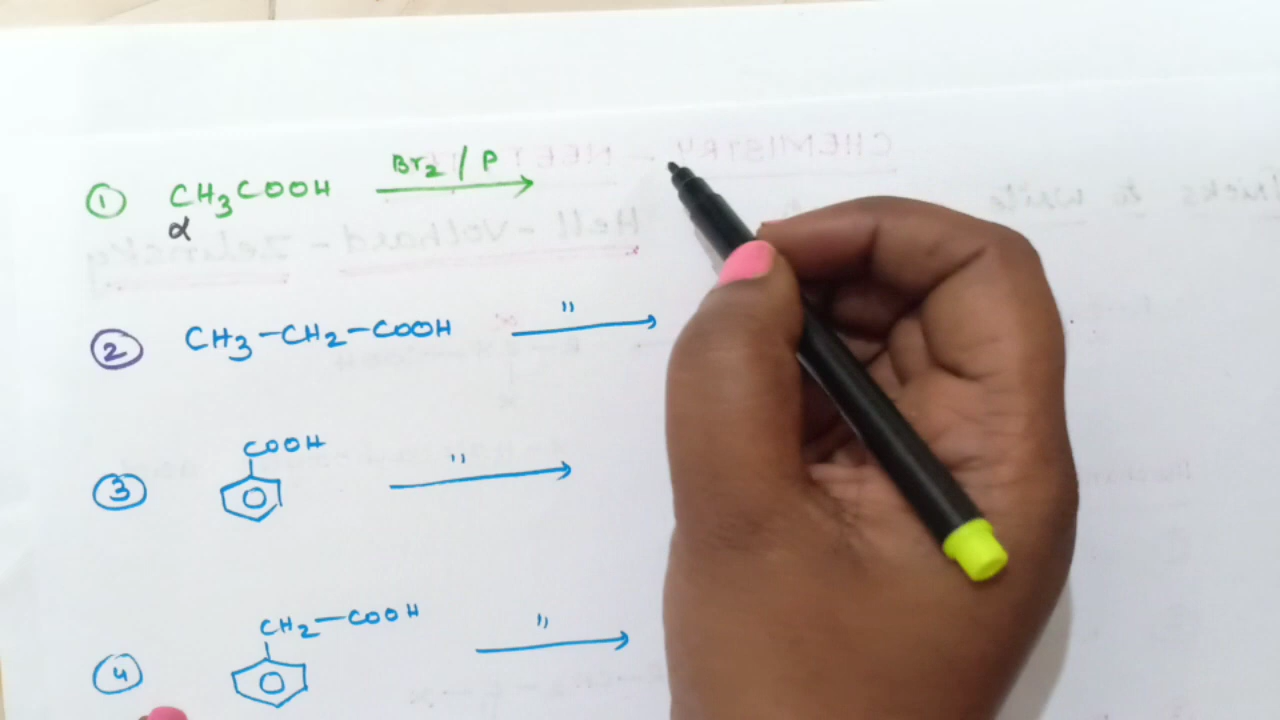 ① CH3COOH Br2 / P ⟶
α
② CH3–CH2–COOH " ⟶
COOH
③ " ⟶
CH2–COOH
④ " ⟶